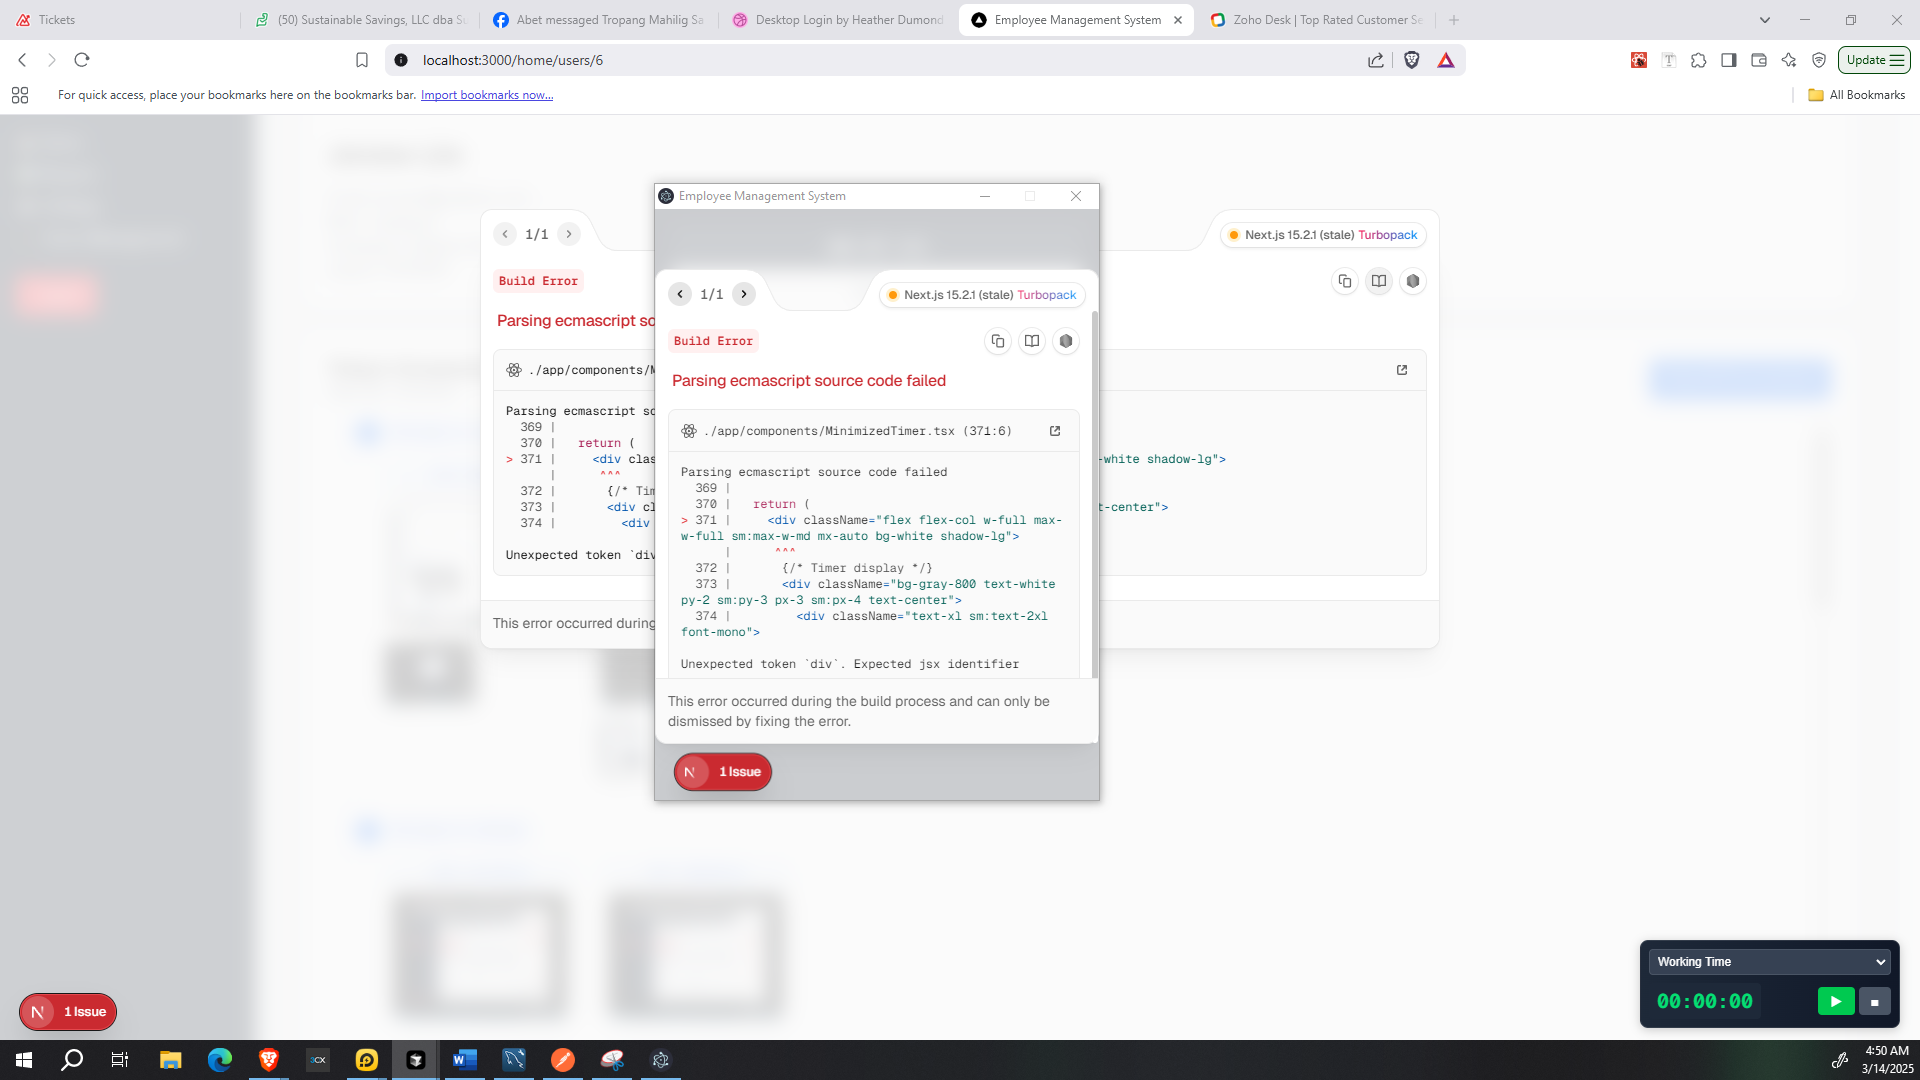 Tickets
(50) Sustainable Savings, LLC dba Su
Abet messaged Tropang Mahilig Sa
Desktop Login by Heather Dumond
Employee Management System
Zoho Desk | Top Rated Customer Se
localhost:3000/home/users/6
Update
For quick access, place your bookmarks here on the bookmarks bar. Import bookmarks now...
All Bookmarks
1/1
Next.js 15.2.1 (stale) Turbopack
Build Error
Parsing ecmascript so
./app/components/M
Parsing ecmascript so
369 |
370 | return (
> 371 | <div clas
-white shadow-lg">
| ^^^
372 | {/* Tim
373 | <div cl
t-center">
374 | <div
Unexpected token `div
This error occurred during
Employee Management System
1/1
Next.js 15.2.1 (stale) Turbopack
Build Error
Parsing ecmascript source code failed
./app/components/MinimizedTimer.tsx (371:6)
Parsing ecmascript source code failed
369 |
370 | return (
> 371 | <div className="flex flex-col w-full max-
w-full sm:max-w-md mx-auto bg-white shadow-lg">
| ^^^
372 | {/* Timer display */}
373 | <div className="bg-gray-800 text-white
py-2 sm:py-3 px-3 sm:px-4 text-center">
374 | <div className="text-xl sm:text-2xl
font-mono">
Unexpected token `div`. Expected jsx identifier
This error occurred during the build process and can only be
dismissed by fixing the error.
N 1 Issue
Working Time
00:00:00
N 1 Issue
3CX
4:50 AM
3/14/2025